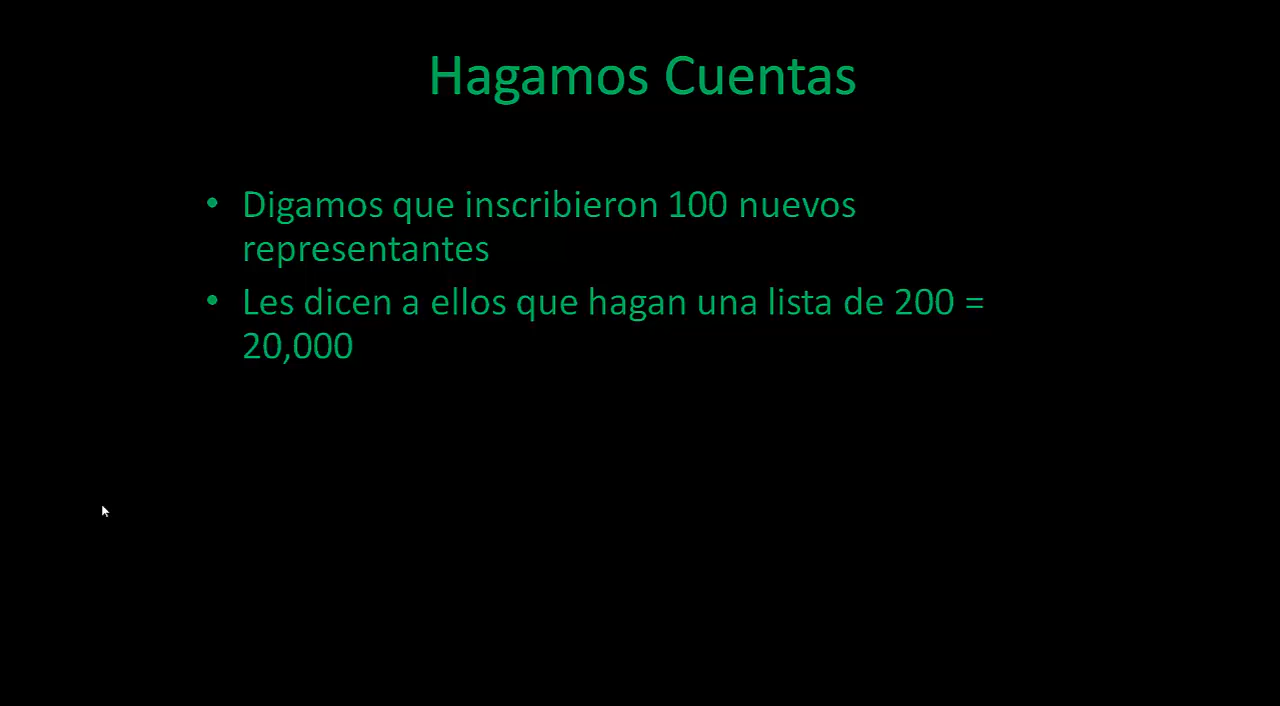 Hagamos Cuentas
• Digamos que inscribieron 100 nuevos
representantes
• Les dicen a ellos que hagan una lista de 200 =
20,000